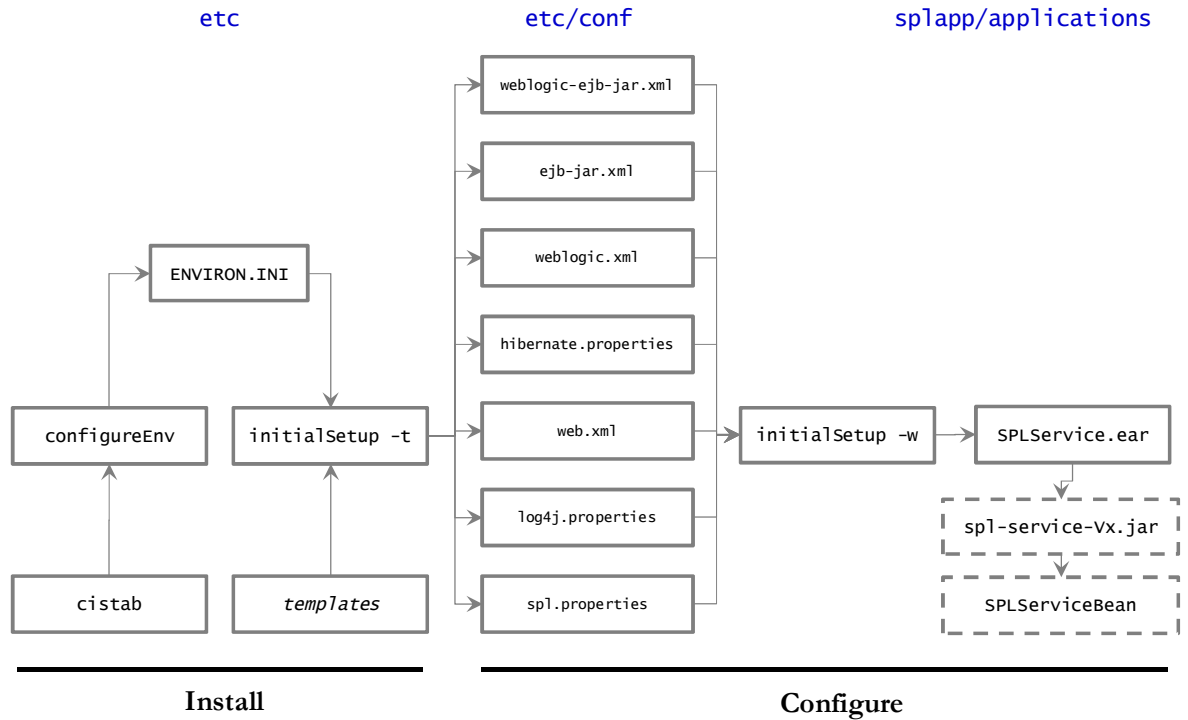 etc
etc/conf
splapp/applications
weblogic-ejb-jar.xml
ejb-jar.xml
weblogic.xml
ENVIRON.INI
hibernate.properties
configureEnv
initialSetup -t
web.xml
initialSetup -w
SPLService.ear
log4j.properties
spl-service-Vx.jar
cistab
templates
spl.properties
SPLServiceBean
Install
Configure